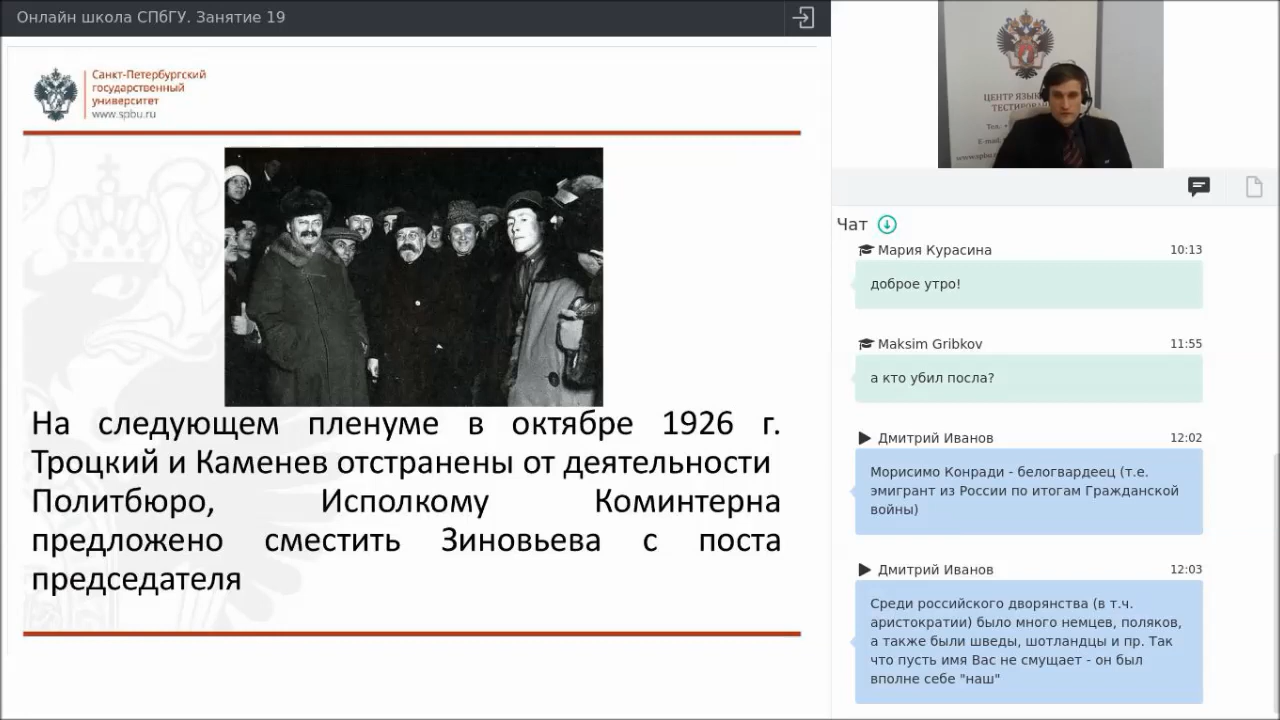 Онлайн школа СПбГУ. Занятие 19
Санкт-Петербургский
государственный
университет
www.spbu.ru
На следующем пленуме в октябре 1926 г.
Троцкий и Каменев отстранены от деятельности
Политбюро, Исполкому Коминтерна
предложено сместить Зиновьева с поста
председателя
ЦЕНТР
Тел.
E-mail.
Чат
Мария Курасина 10:13
доброе утро!
Maksim Gribkov 11:55
а кто убил посла?
Дмитрий Иванов 12:02
Морисимо Конради - белогвардеец (т.е.
эмигрант из России по итогам Гражданской
войны)
Дмитрий Иванов 12:03
Среди российского дворянства (в т.ч.
аристократии) было много немцев, поляков,
а также были шведы, шотландцы и пр. Так
что пусть имя Вас не смущает - он был
вполне себе "наш"